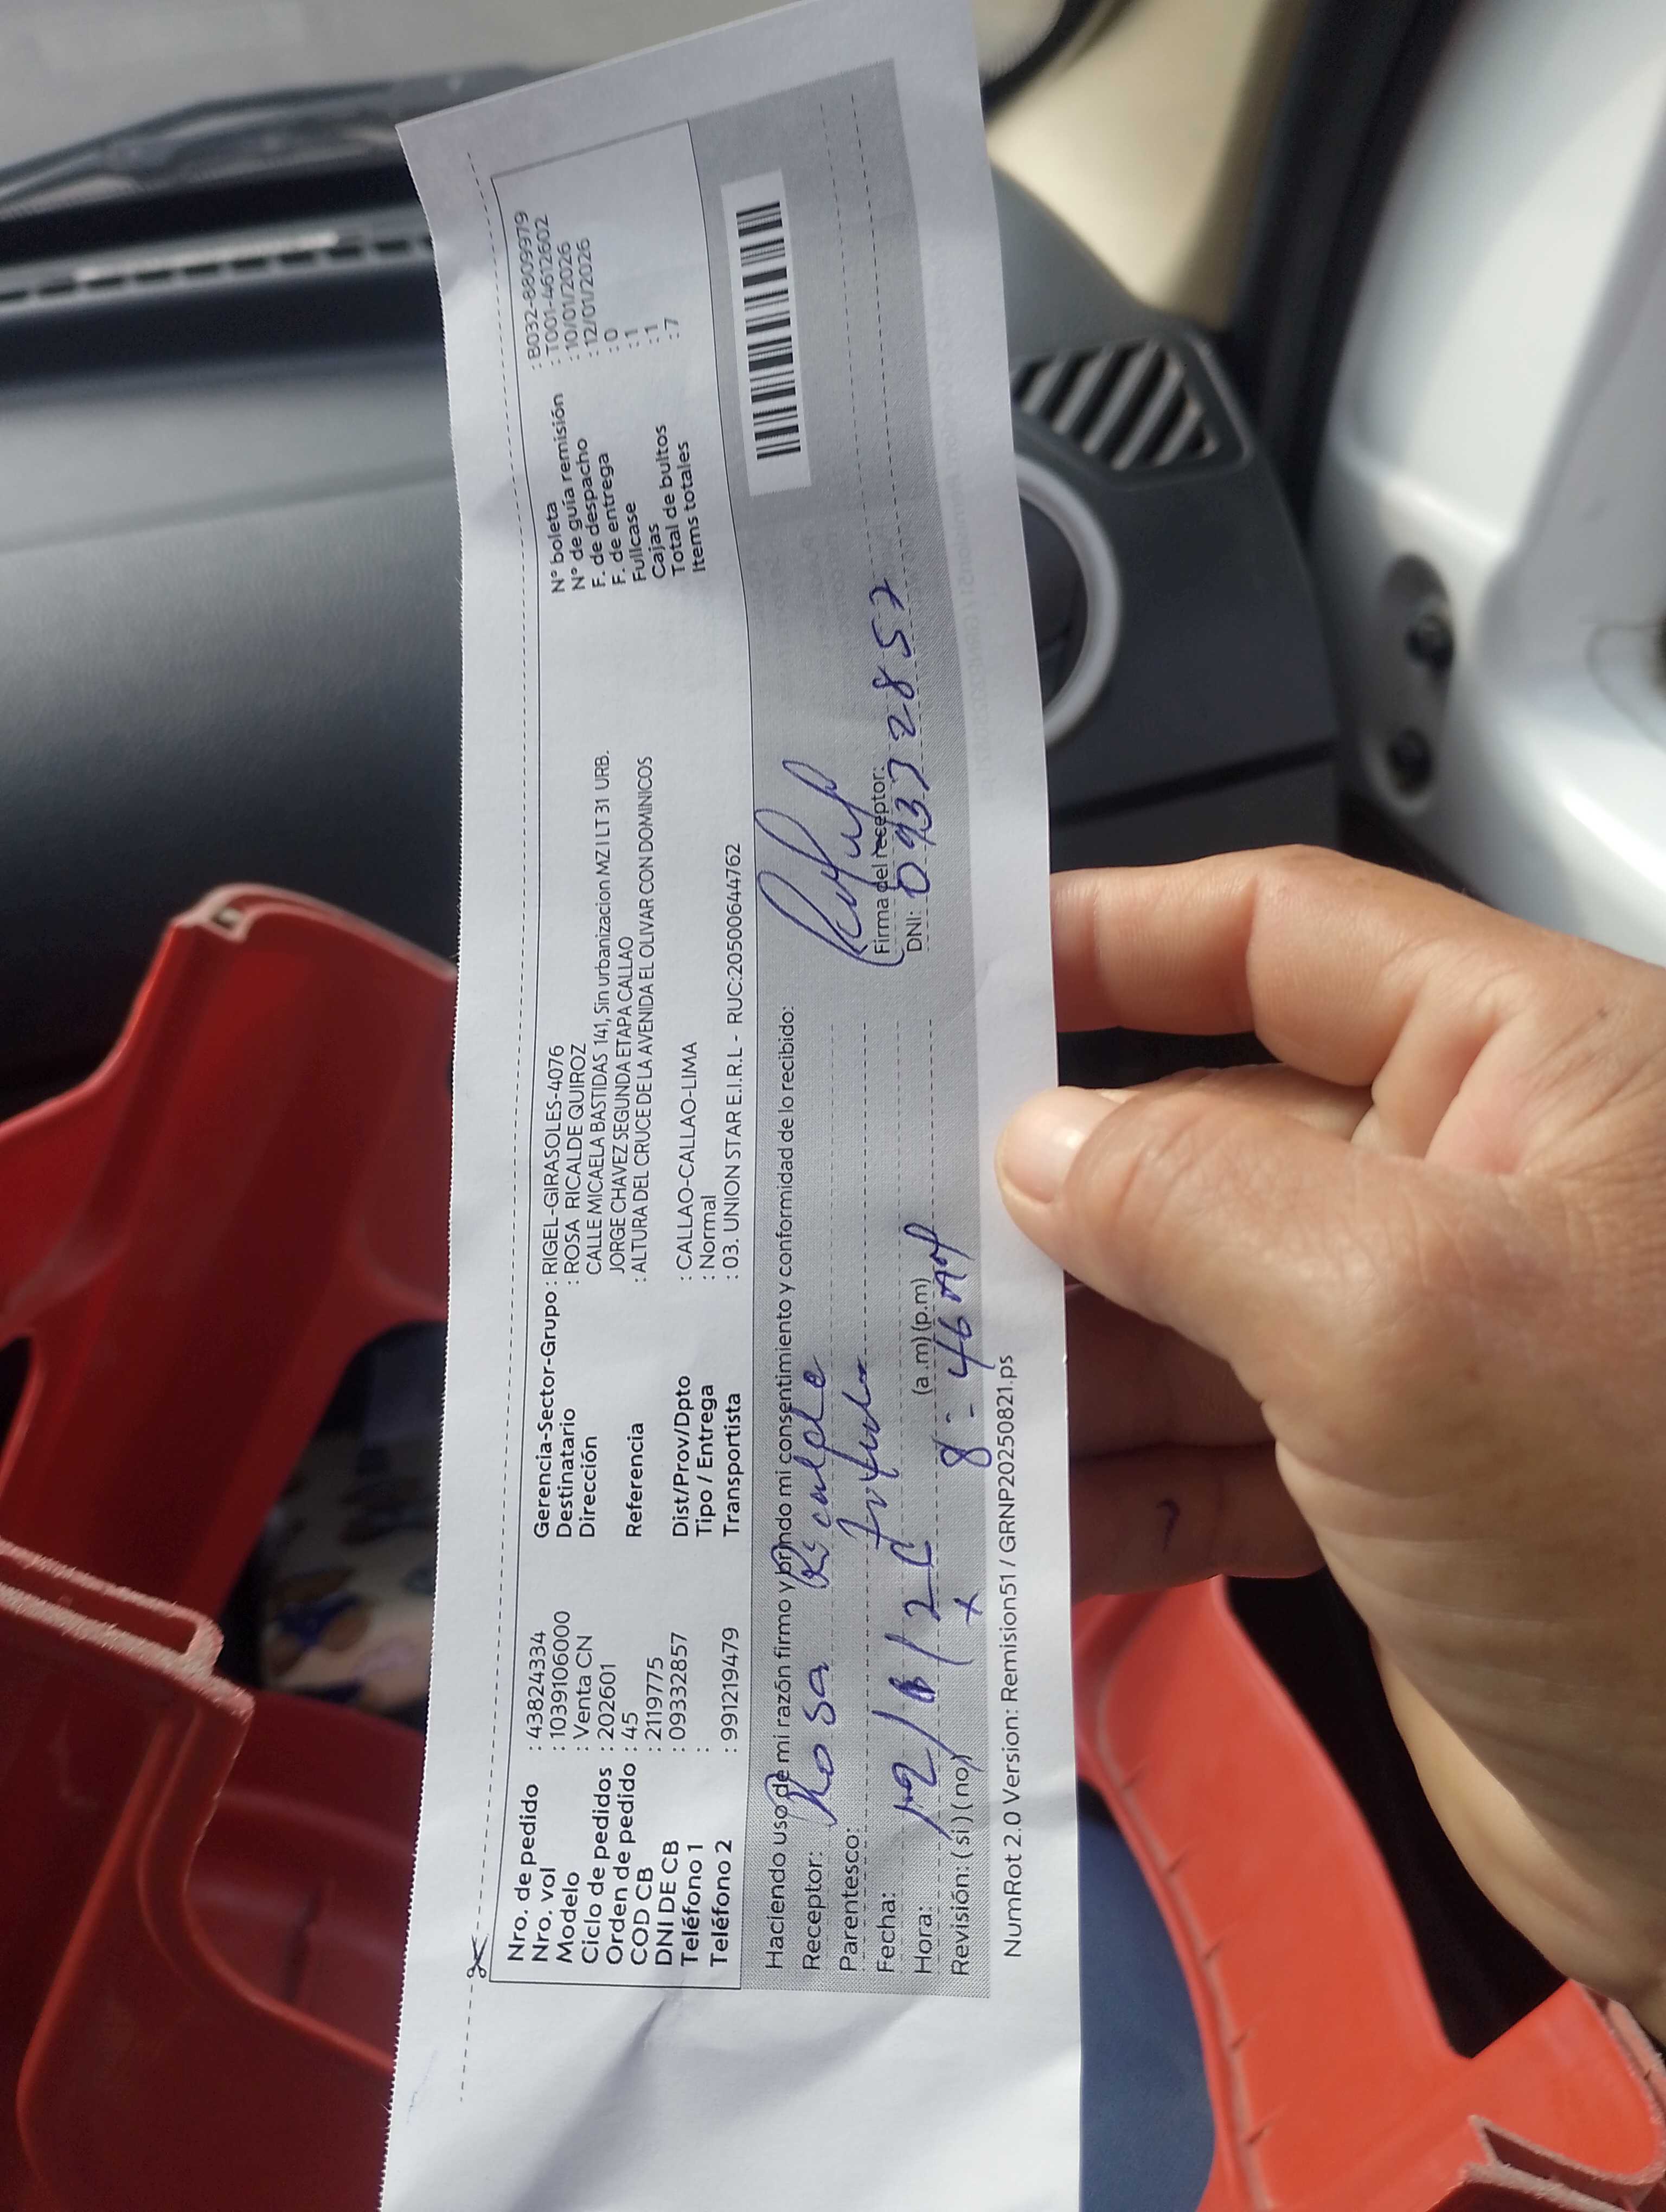 Nro. de pedido : 43824334
Nro. vol : 1039106000
Modelo : Venta CN
Ciclo de pedidos : 202601
Orden de pedido : 45
COD CB : 2119775
DNI DE CB : 09332857
Teléfono 1 :
Teléfono 2 : 991219479
Gerencia-Sector-Grupo : RIGEL-GIRASOLES-4076
Destinatario : ROSA RICALDE QUIROZ
Dirección CALLE MICAELA BASTIDAS 141, Sin urbanizacion MZ I LT 31 URB.
JORGE CHAVEZ SEGUNDA ETAPA CALLAO
Referencia : ALTURA DEL CRUCE DE LA AVENIDA EL OLIVAR CON DOMINICOS
Dist/Prov/Dpto : CALLAO-CALLAO-LIMA
Tipo / Entrega : Normal
Transportista : 03. UNION STAR E.I.R.L - RUC:20500644762
N° boleta : B032-8809979
N° de guía remisión : T001-4612602
F. de despacho : 10/01/2026
F. de entrega : 12/01/2026
Fullcase : 0
Cajas : 1
Total de bultos : 1
Items totales : 7
Haciendo uso de mi razón firmo y brindo mi consentimiento y conformidad de lo recibido:
Receptor: Rosa Ricalde
Parentesco:
Fecha: 12/
Hora: (a.m) (p.m) 8:46
Revisión: (si) (no) x
Firma del receptor:
DNI: 09332857
NumRot 2.0 Version: Remision51 / GRNP20250821.ps